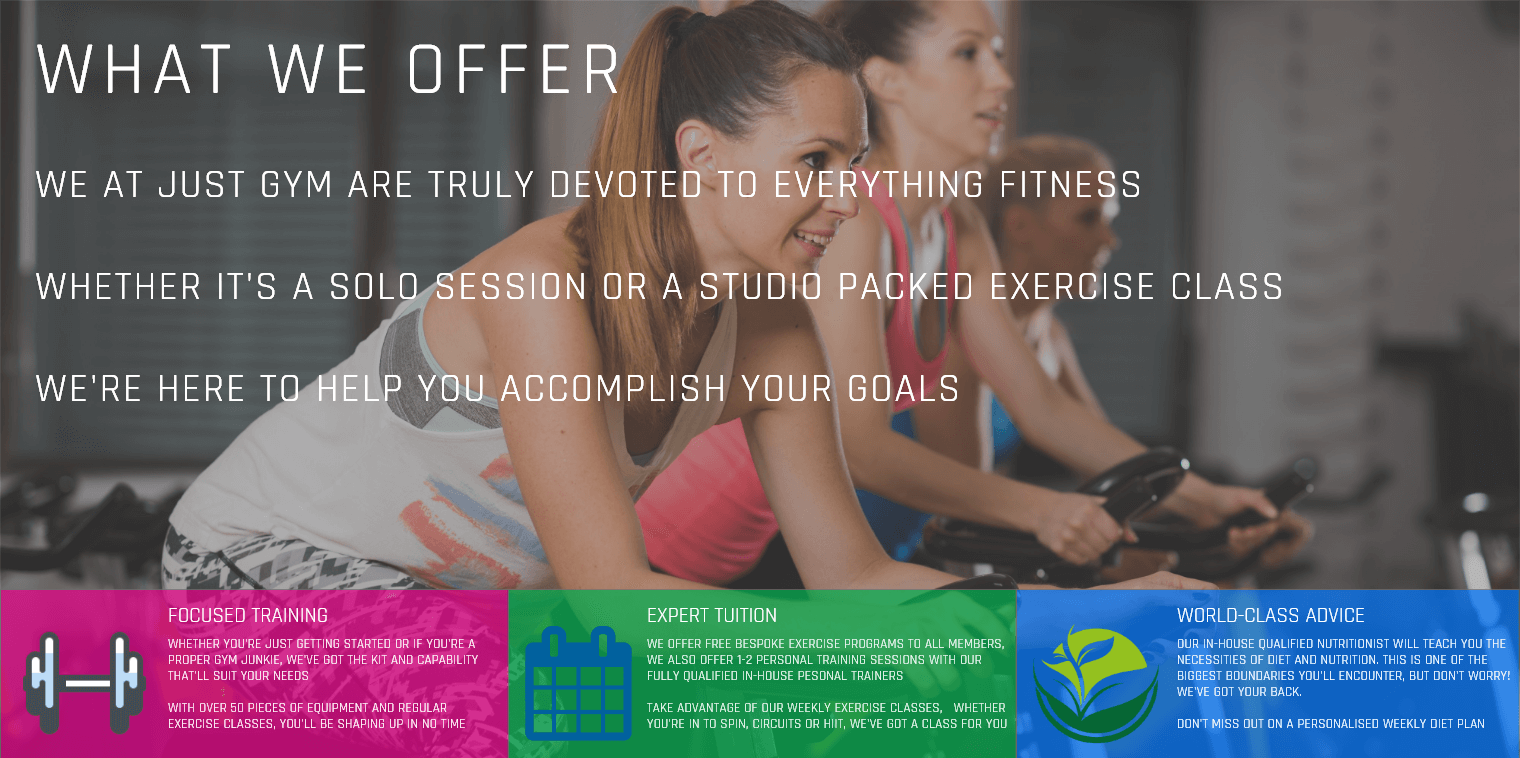 WHAT WE OFFER
WE AT JUST GYM ARE TRULY DEVOTED TO EVERYTHING FITNESS
WHETHER IT'S A SOLO SESSION OR A STUDIO PACKED EXERCISE CLASS
WE'RE HERE TO HELP YOU ACCOMPLISH YOUR GOALS
FOCUSED TRAINING
WHETHER YOU'RE JUST GETTING STARTED OR IF YOU'RE A
PROPER GYM JUNKIE, WE'VE GOT THE KIT AND CAPABILITY
THAT'LL SUIT YOUR NEEDS
WITH OVER 50 PIECES OF EQUIPMENT AND REGULAR
EXERCISE CLASSES, YOU'LL BE SHAPING UP IN NO TIME
EXPERT TUITION
WE OFFER FREE BESPOKE EXERCISE PROGRAMS TO ALL MEMBERS,
WE ALSO OFFER 1-2 PERSONAL TRAINING SESSIONS WITH OUR
FULLY QUALIFIED IN-HOUSE PESONAL TRAINERS
TAKE ADVANTAGE OF OUR WEEKLY EXERCISE CLASSES, WHETHER
YOU'RE IN TO SPIN, CIRCUITS OR HIIT, WE'VE GOT A CLASS FOR YOU
WORLD-CLASS ADVICE
OUR IN-HOUSE QUALIFIED NUTRITIONIST WILL TEACH YOU THE
NECESSITIES OF DIET AND NUTRITION. THIS IS ONE OF THE
BIGGEST BOUNDARIES YOU'LL ENCOUNTER, BUT DON'T WORRY!
WE'VE GOT YOUR BACK.
DON'T MISS OUT ON A PERSONALISED WEEKLY DIET PLAN